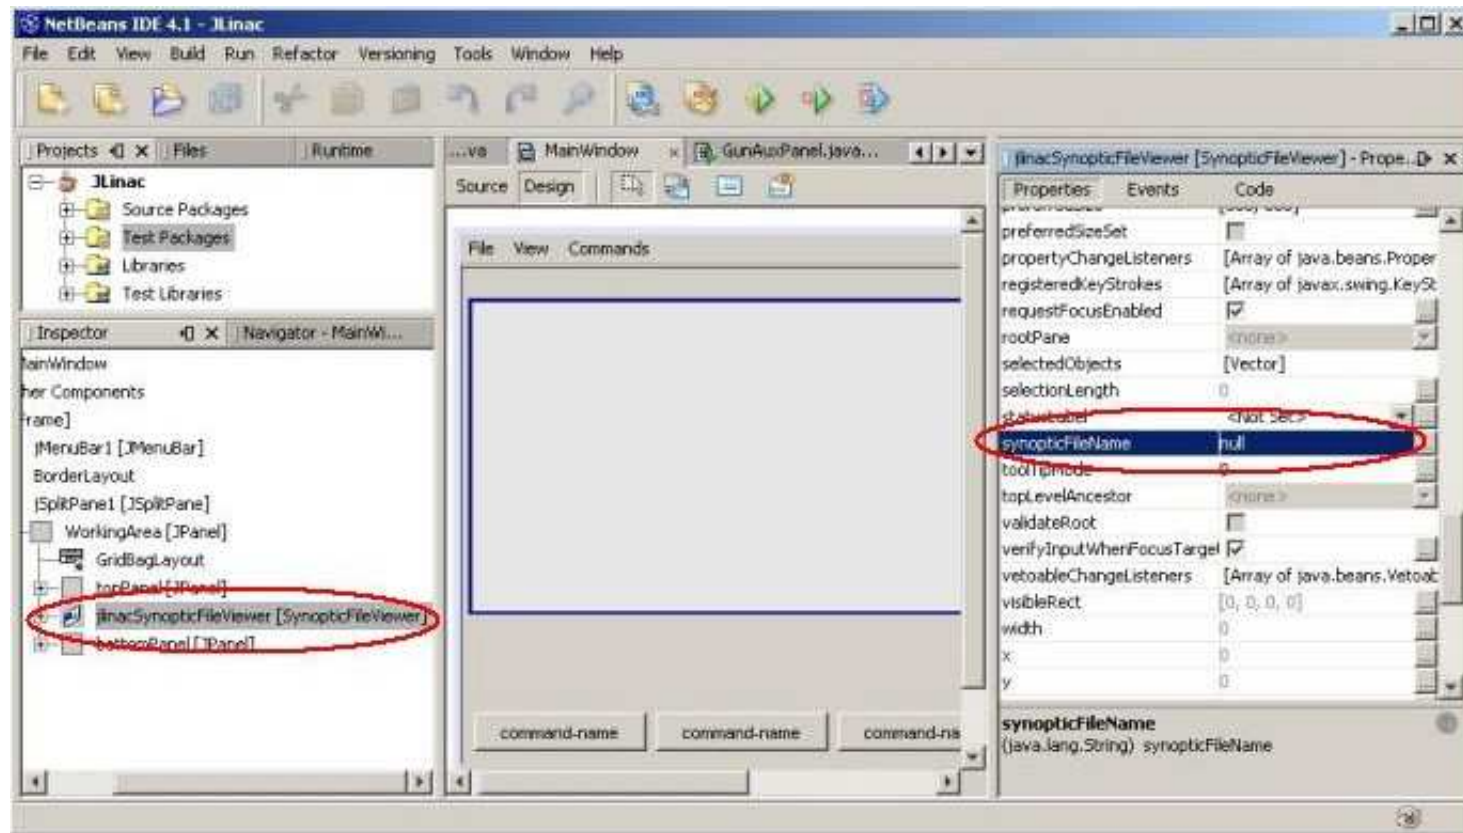 NetBeans IDE 4.1 - JLinac
File Edit View Build Run Refactor Versioning Tools Window Help
Projects Files Runtime
JLinac
Source Packages
Test Packages
Libraries
Test Libraries
Inspector Navigator - MainWi...
MainWindow
her Components
rame]
jMenuBar1 [JMenuBar]
BorderLayout
jSplitPane1 [JSplitPane]
WorkingArea [JPanel]
GridBagLayout
topPanel [JPanel]
jlinacSynopticFileViewer [SynopticFileViewer]
bottomPanel [JPanel]
...va MainWindow x GunAuxPanel.java...
Source Design
File View Commands
command-name command-name command-na
jlinacSynopticFileViewer [SynopticFileViewer] - Prope...
Properties Events Code
preferredSizeSet
propertyChangeListeners [Array of java.beans.Proper
registeredKeyStrokes [Array of javax.swing.KeySt
requestFocusEnabled
rootPane <none>
selectedObjects [Vector]
selectionLength 0
statusLabel <Not Set>
synopticFileName null
toolTipMode 0
topLevelAncestor <none>
validateRoot
verifyInputWhenFocusTarget
vetoableChangeListeners [Array of java.beans.Vetoab
visibleRect [0, 0, 0, 0]
width 0
x 0
y 0
synopticFileName
(java.lang.String) synopticFileName